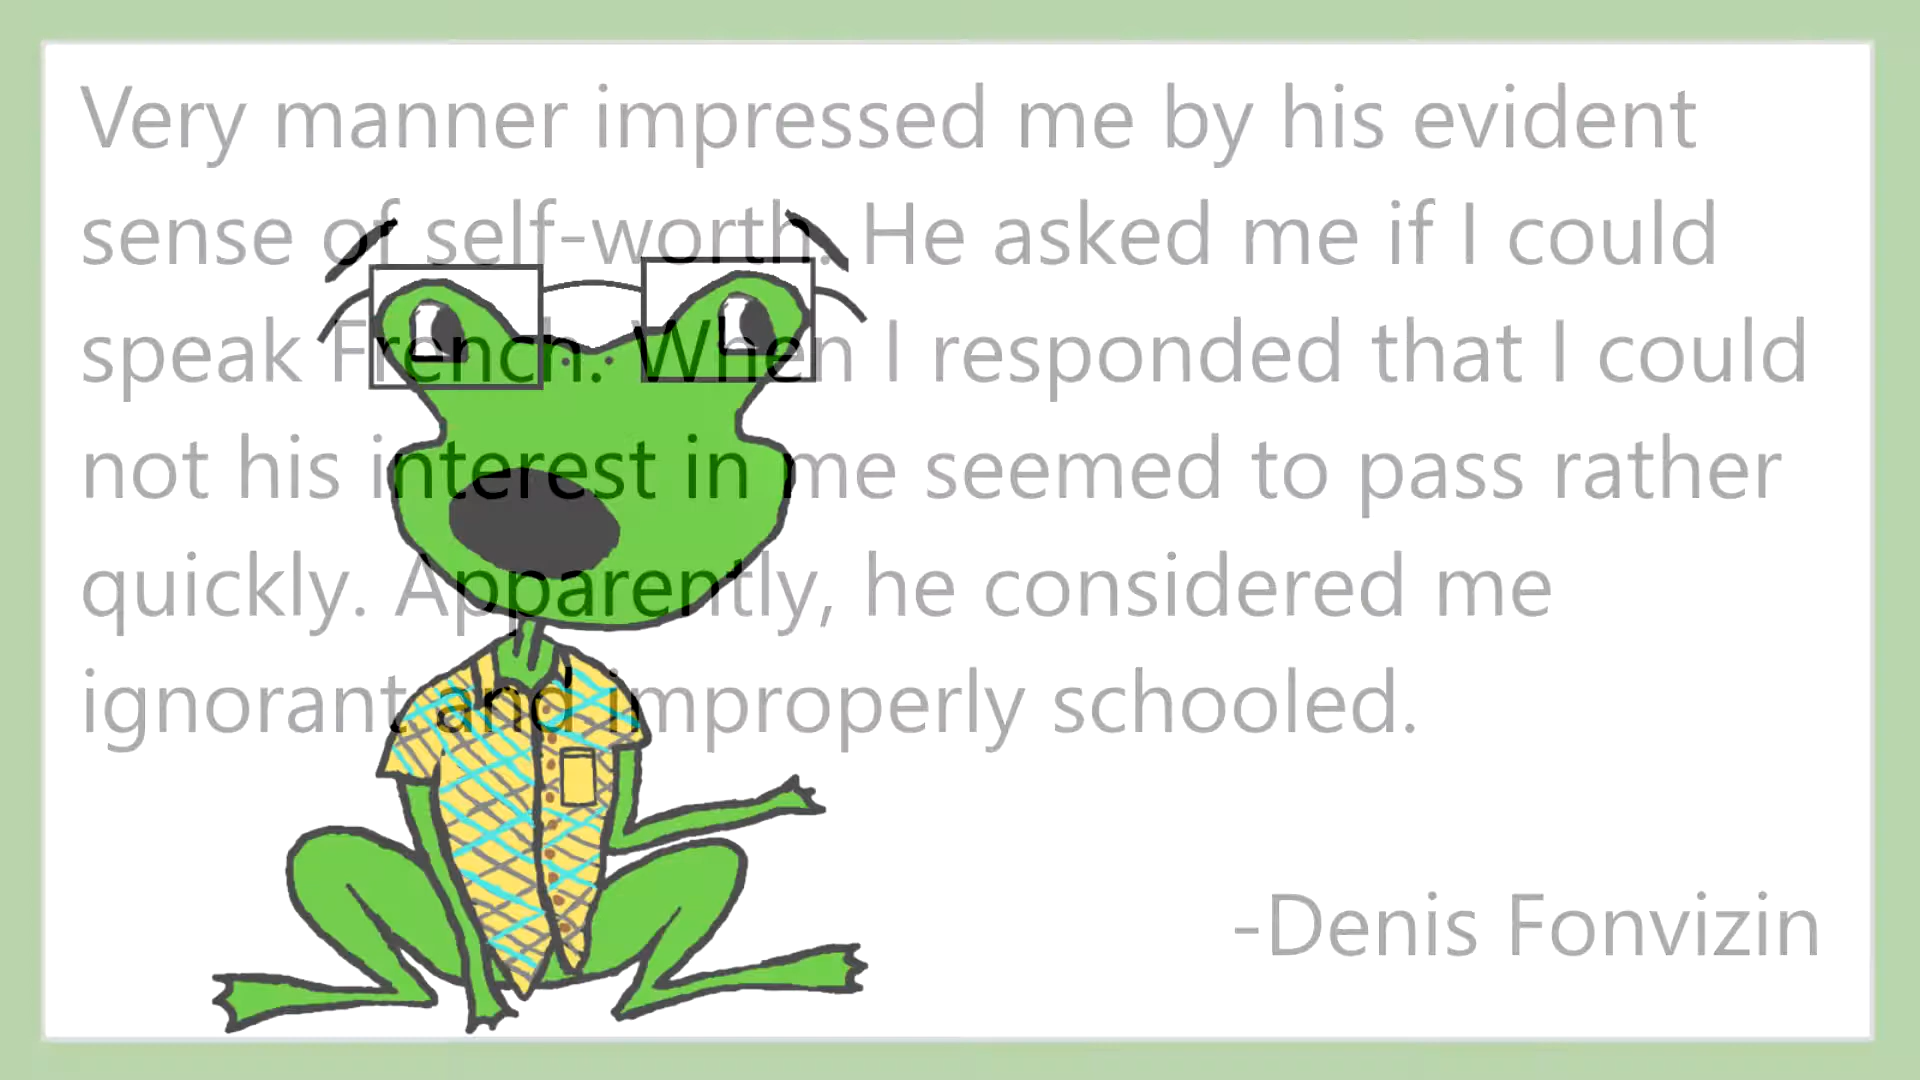 Very manner impressed me by his evident
sense of self-worth. He asked me if I could
speak French. When I responded that I could
not his interest in me seemed to pass rather
quickly. Apparently, he considered me
ignorant and improperly schooled.
-Denis Fonvizin